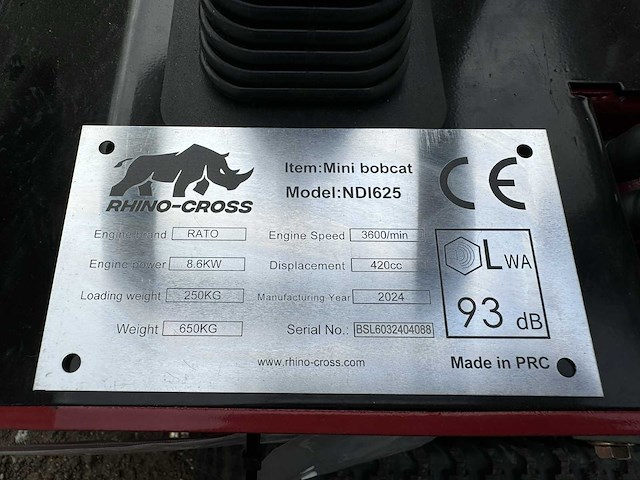 RHINO-CROSS
Item:Mini bobcat
Model:NDI625
CE
Engine brand RATO
Engine Speed 3600/min
Engine power 8.6KW
Displacement 420cc
Loading weight 250KG
Manufacturing Year 2024
Weight 650KG
Serial No.: BSL6032404088
LWA
93 dB
www.rhino-cross.com
Made in PRC